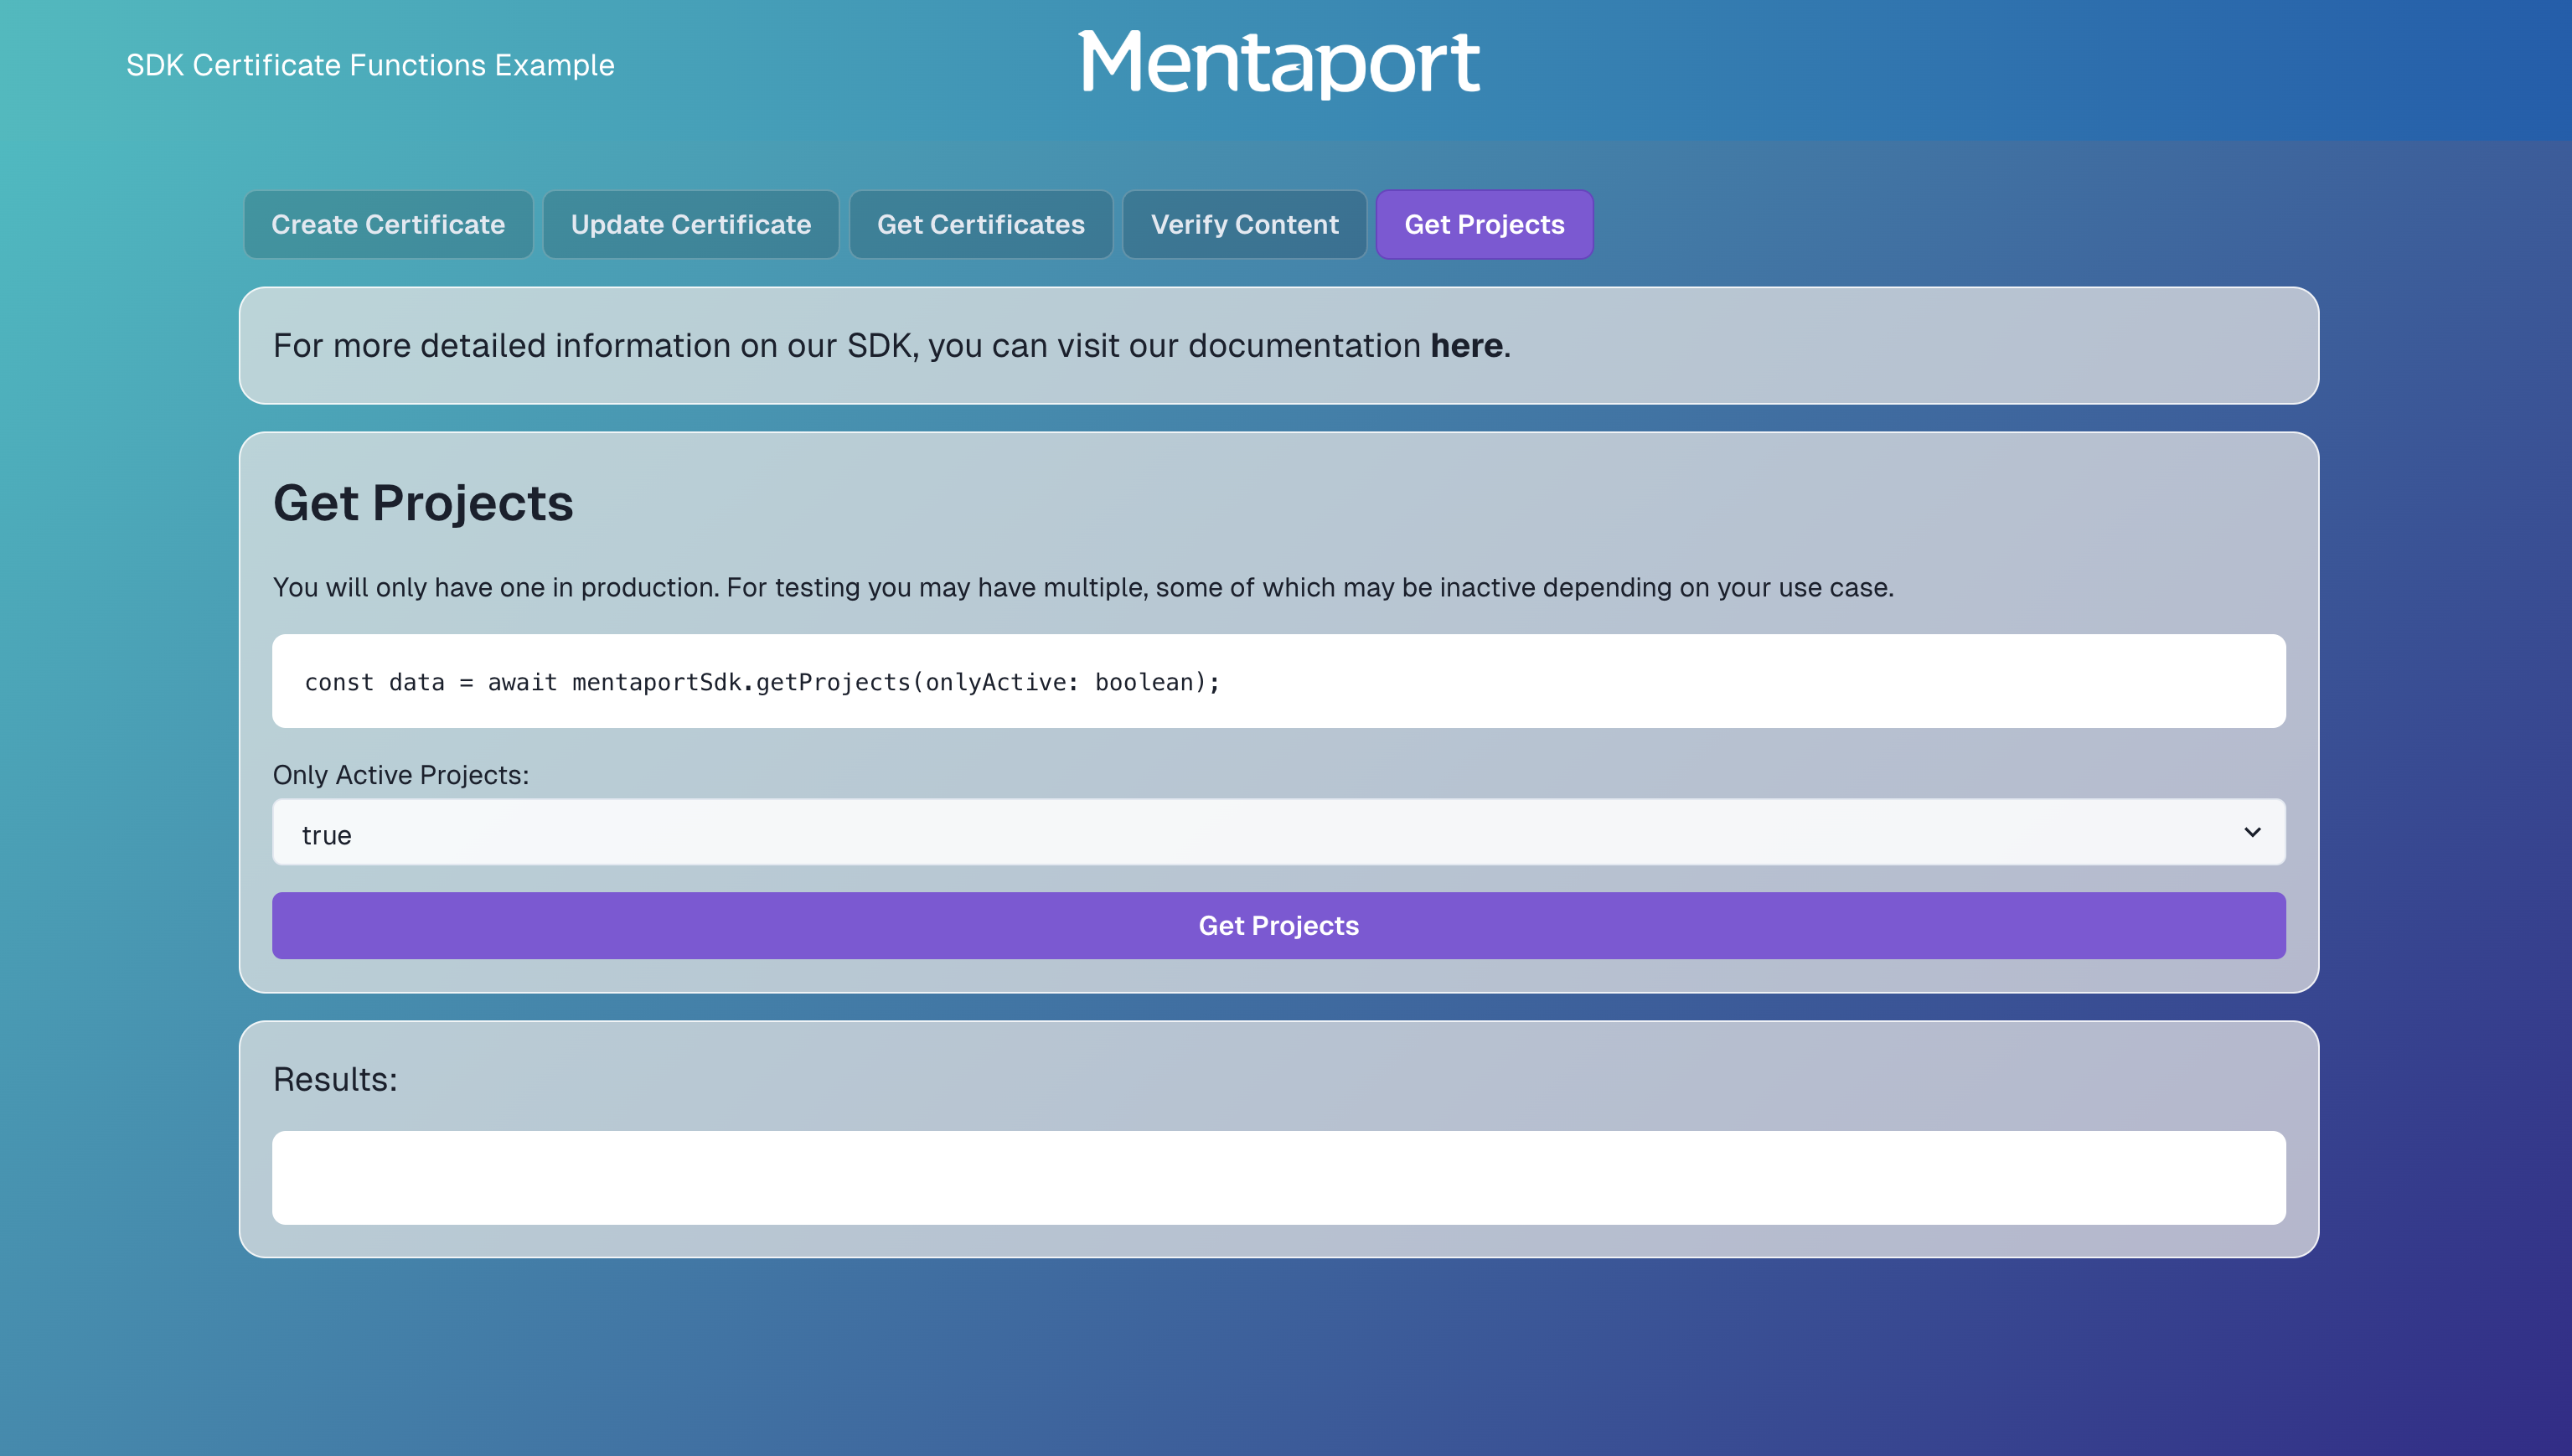 SDK Certificate Functions Example
Mentaport
Create Certificate
Update Certificate
Get Certificates
Verify Content
Get Projects
For more detailed information on our SDK, you can visit our documentation here.
Get Projects
You will only have one in production. For testing you may have multiple, some of which may be inactive depending on your use case.
const data = await mentaportSdk.getProjects(onlyActive: boolean);
Only Active Projects:
true
Get Projects
Results: